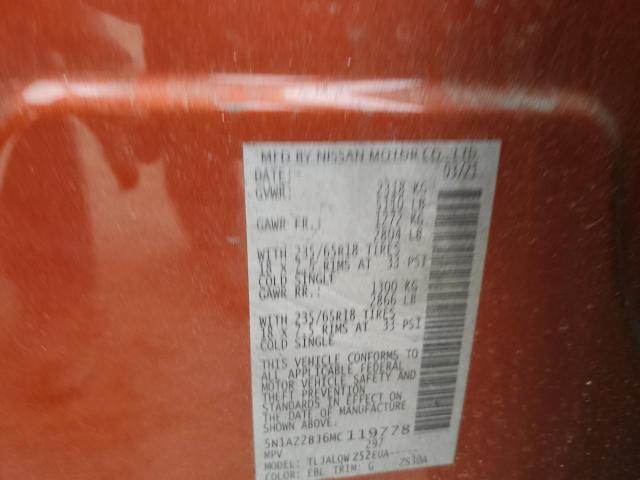 MFD BY NISSAN MOTOR CO., LTD
DATE: 03/21
GVWR: 2318 KG
5110 LB
GAWR FR.: 1272 KG
2804 LB
WITH 235/65R18 TIRES
18 X 7.5 RIMS AT 33 PSI
COLD SINGLE
GAWR RR.: 1300 KG
2866 LB
WITH 235/65R18 TIRES
18 X 7.5 RIMS AT 33 PSI
COLD SINGLE
THIS VEHICLE CONFORMS TO
ALL APPLICABLE FEDERAL
MOTOR VEHICLE SAFETY AND
THEFT PREVENTION
STANDARDS IN EFFECT ON
THE DATE OF MANUFACTURE
SHOWN ABOVE.
5N1AZ2BJ6MC119778
MPV 297
MODEL: TLJALQWZ52EUA-----
COLOR: EBL TRIM: G Z530A